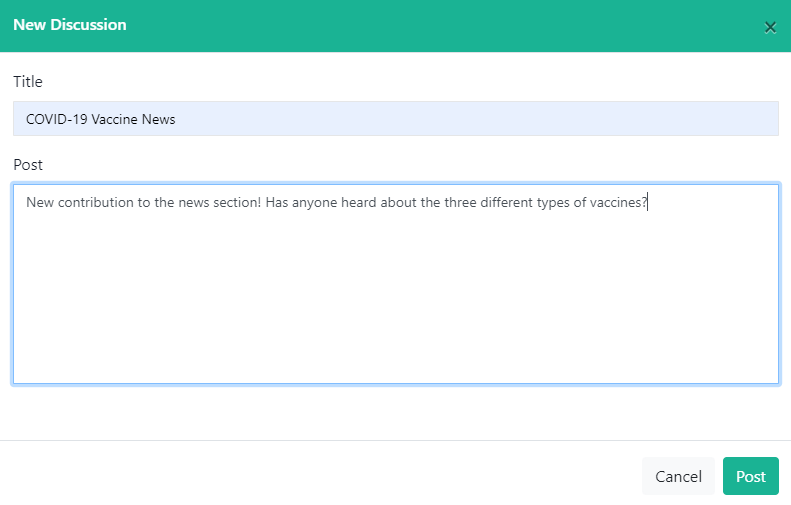 New Discussion
×
Title
COVID-19 Vaccine News
Post
New contribution to the news section! Has anyone heard about the three different types of vaccines?
Cancel
Post